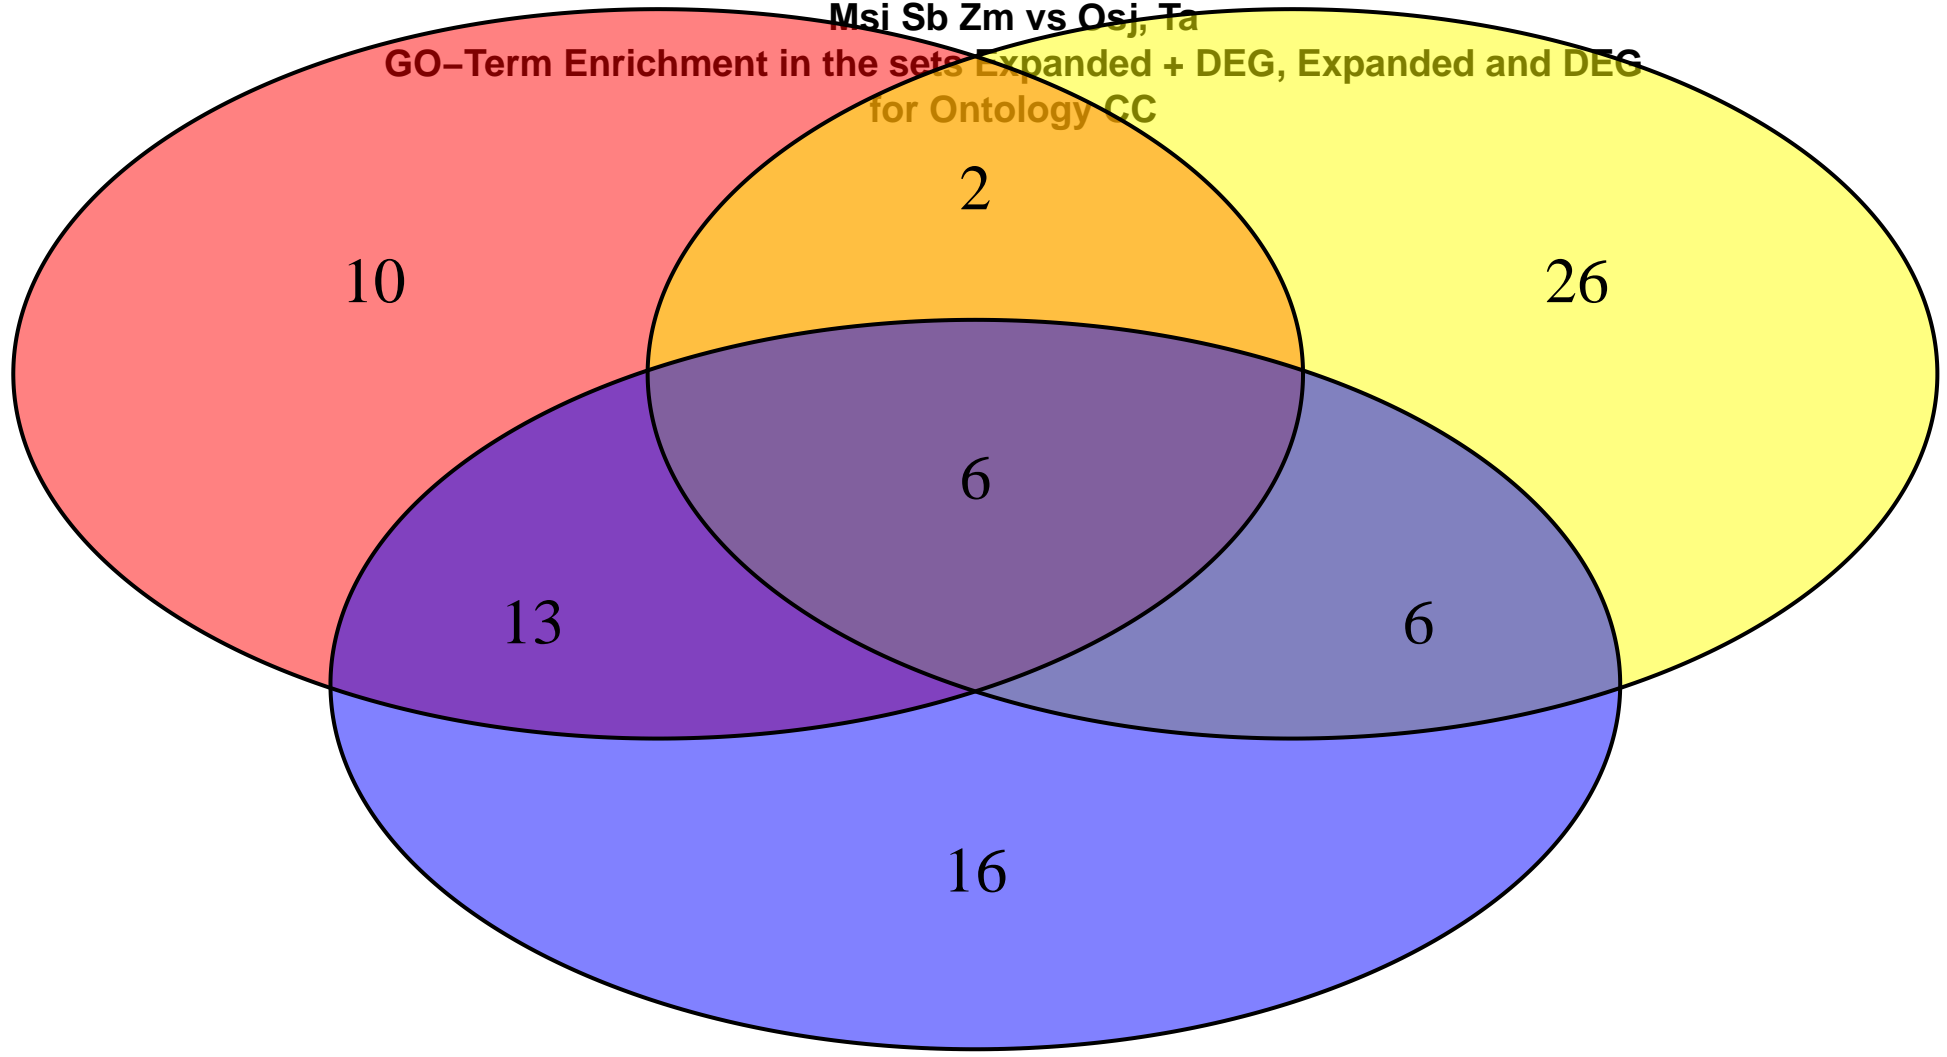 Msi Sb Zm vs Osj, Ta
GO–Term Enrichment in the sets Expanded + DEG, Expanded and DEG
for Ontology CC
2
10
26
6
13
6
16